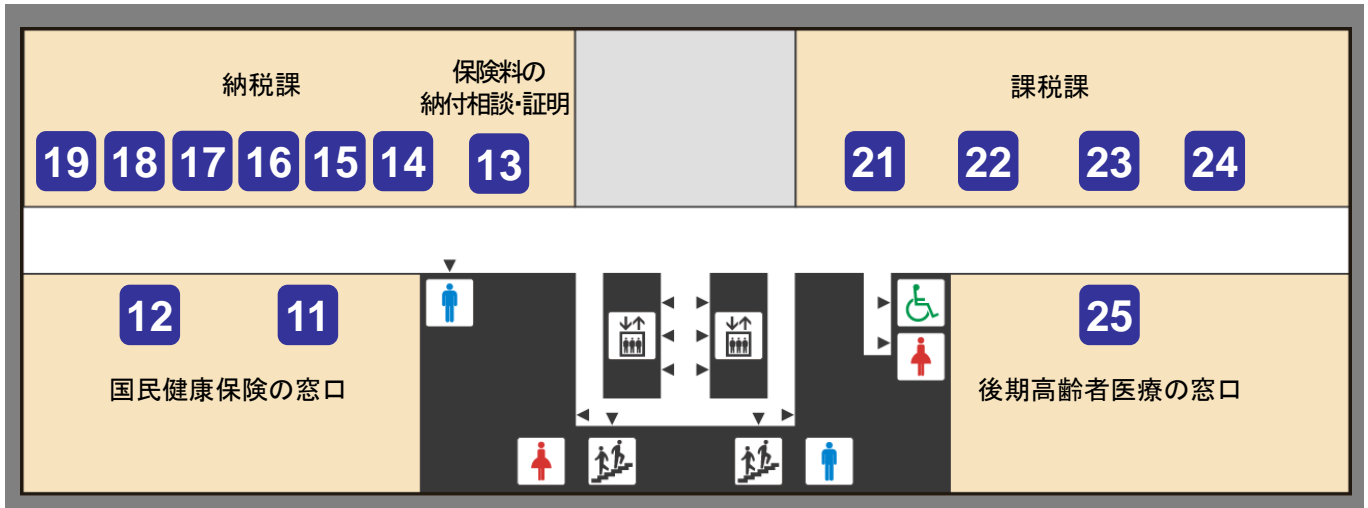 納税課
保険料の
納付相談・証明
課税課
19 18 17 16 15 14 13
21 22 23 24
12 11
25
国民健康保険の窓口
後期高齢者医療の窓口